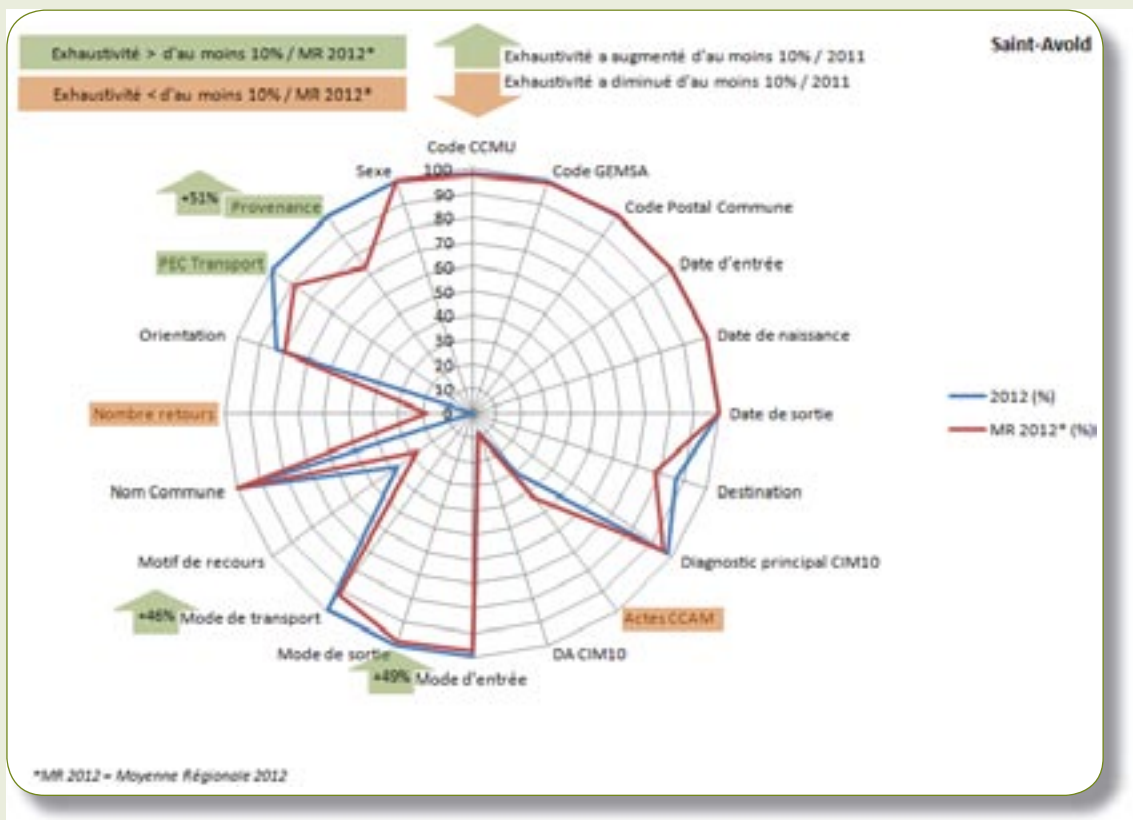 Saint-Avold
Exhaustivité > d'au moins 10% / MR 2012*
Exhaustivité < d'au moins 10% / MR 2012*
Exhaustivité a augmenté d'au moins 10% / 2011
Exhaustivité a diminué d'au moins 10% / 2011
Code CCMU
Code GEMSA
Code Postal Commune
Date d'entrée
Date de naissance
Date de sortie
Destination
Diagnostic principal CIM10
Actes CCAM
DA CIM10
+49% Mode d'entrée
Mode de sortie
+46% Mode de transport
Motif de recours
Nom Commune
Nombre retours
Orientation
PEC Transport
+51% Provenance
Sexe
100
90
80
70
60
50
40
30
20
10
0
2012 (%)
MR 2012* (%)
*MR 2012 = Moyenne Régionale 2012